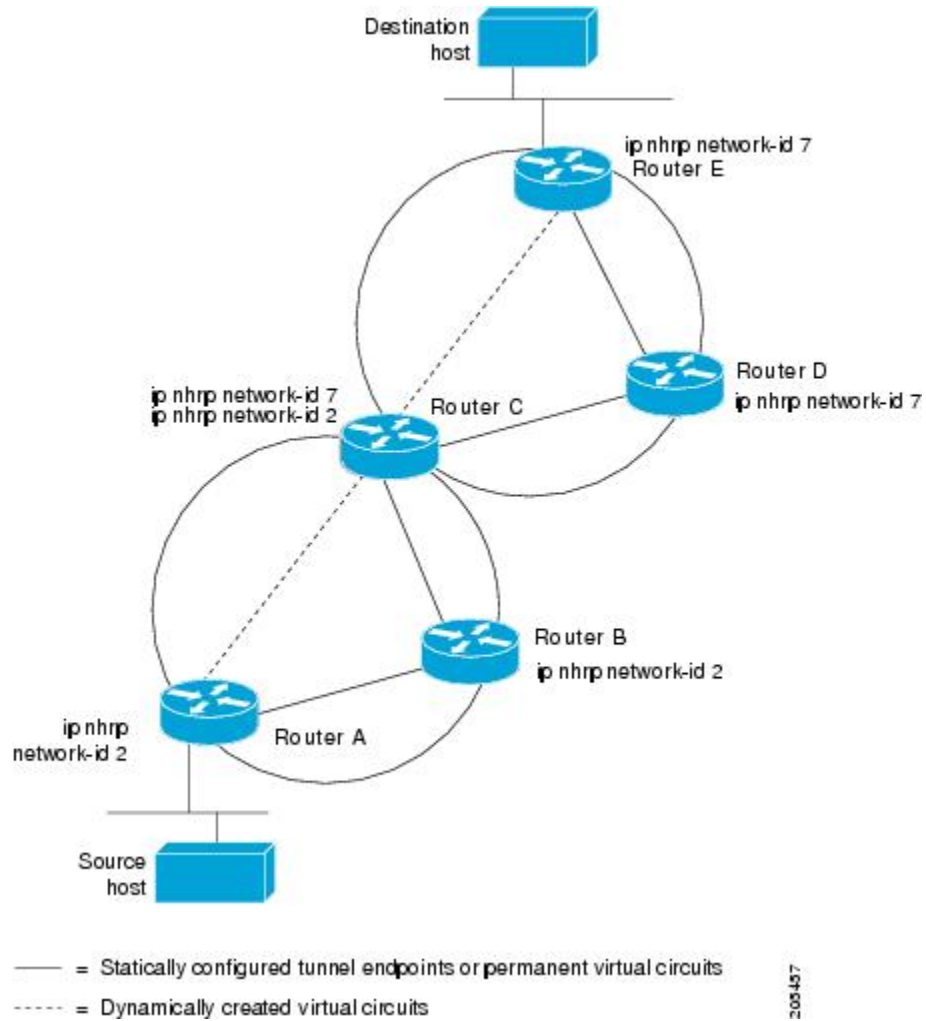 Destination
host
ip nhrp network-id 7
Router E
Router D
ip nhrp network-id 7
ip nhrp network-id 7
ip nhrp network-id 2
Router C
Router B
ip nhrp network-id 2
ip nhrp
network-id 2
Router A
Source
host
= Statically configured tunnel endpoints or permanent virtual circuits
= Dynamically created virtual circuits
205457